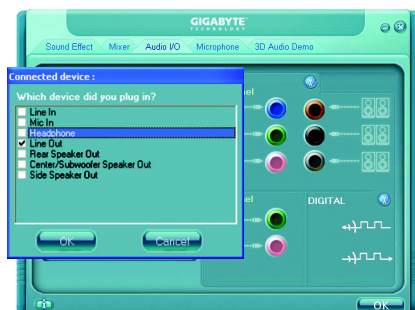 GIGABYTE
TECHNOLOGY
Sound Effect Mixer Audio I/O Microphone 3D Audio Demo
Connected device :
Which device did you plug in?
Line In
Mic In
Headphone
Line Out
Rear Speaker Out
Center/Subwoofer Speaker Out
Side Speaker Out
OK Cancel
DIGITAL
OK